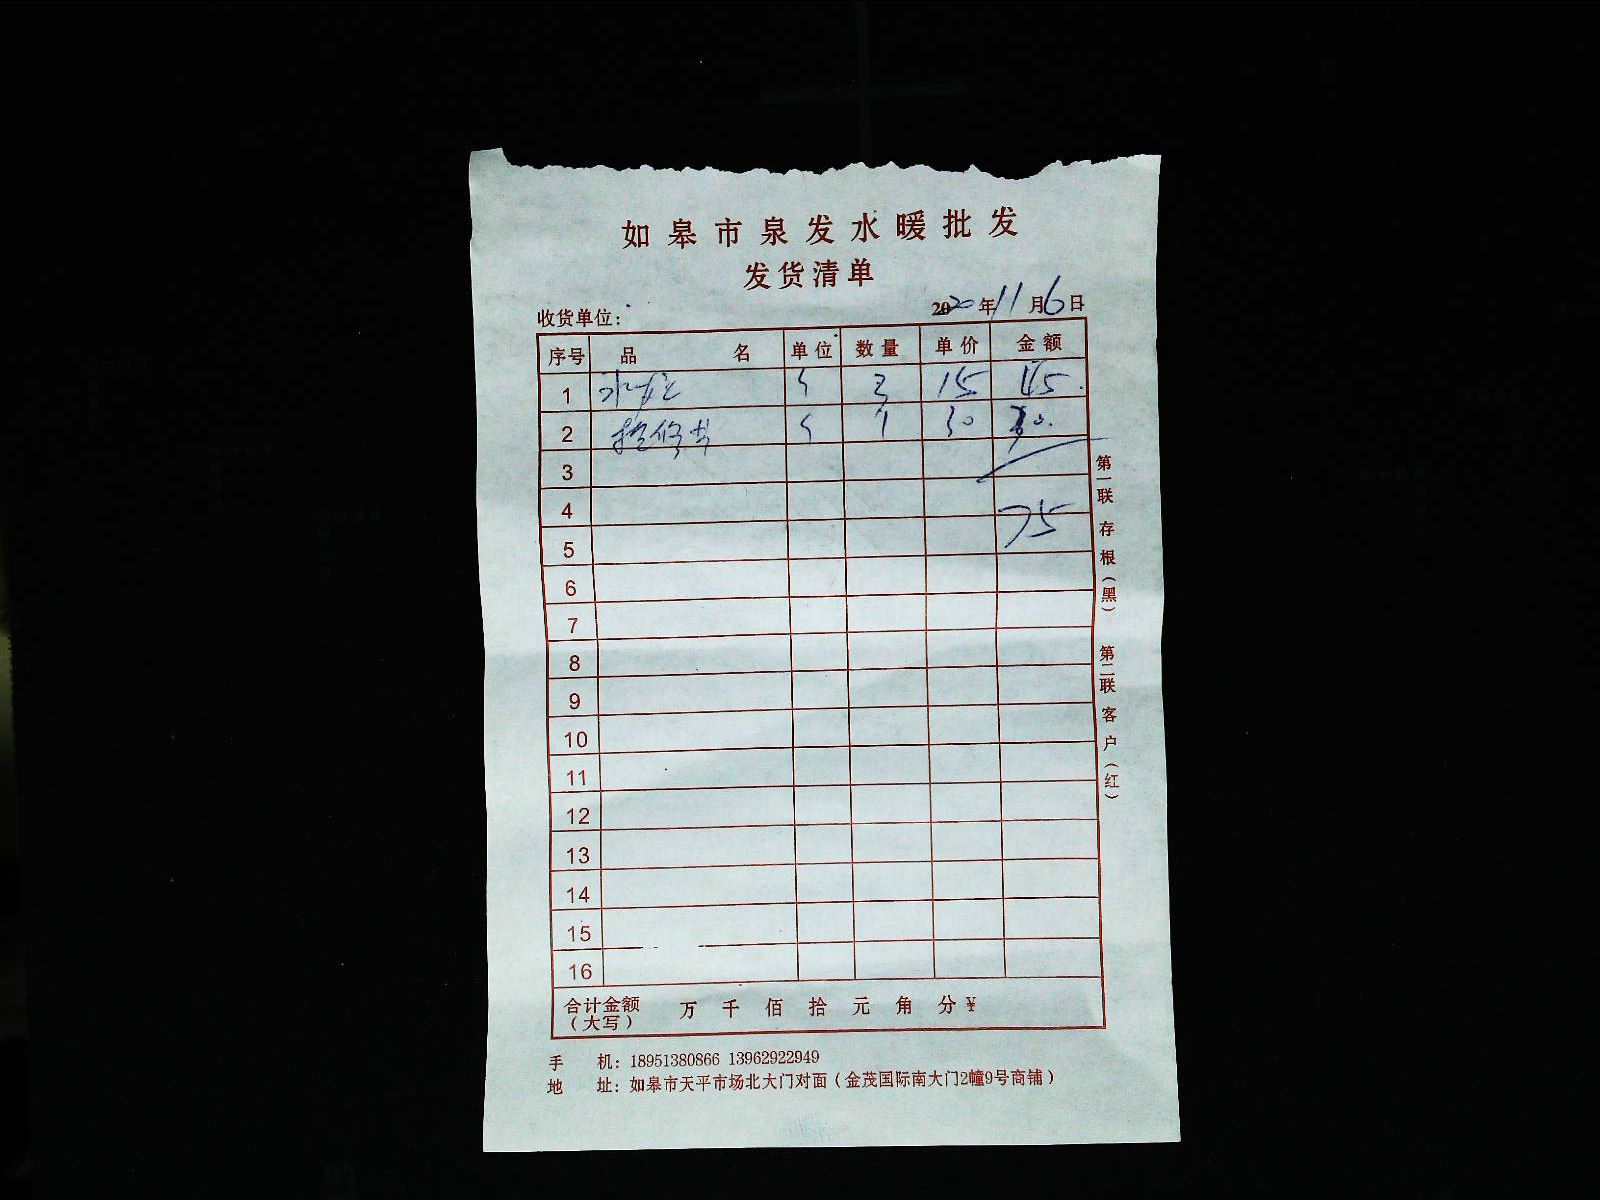 如皋市泉发水暖批发
发货清单
收货单位： 2020年11月6日
序号 品名 单位 数量 单价 金额
1 水 3 15 45.
2 检修 1 30 30.
3
4
5 75
6
7
8
9
10
11
12
13
14
15
16
合计金额（大写） 万 千 佰 拾 元 角 分 ¥
第一联 存根（黑） 第二联 客户（红）
手 机：18951380866 13962922949
地 址：如皋市天平市场北大门对面（金茂国际南大门2幢9号商铺）